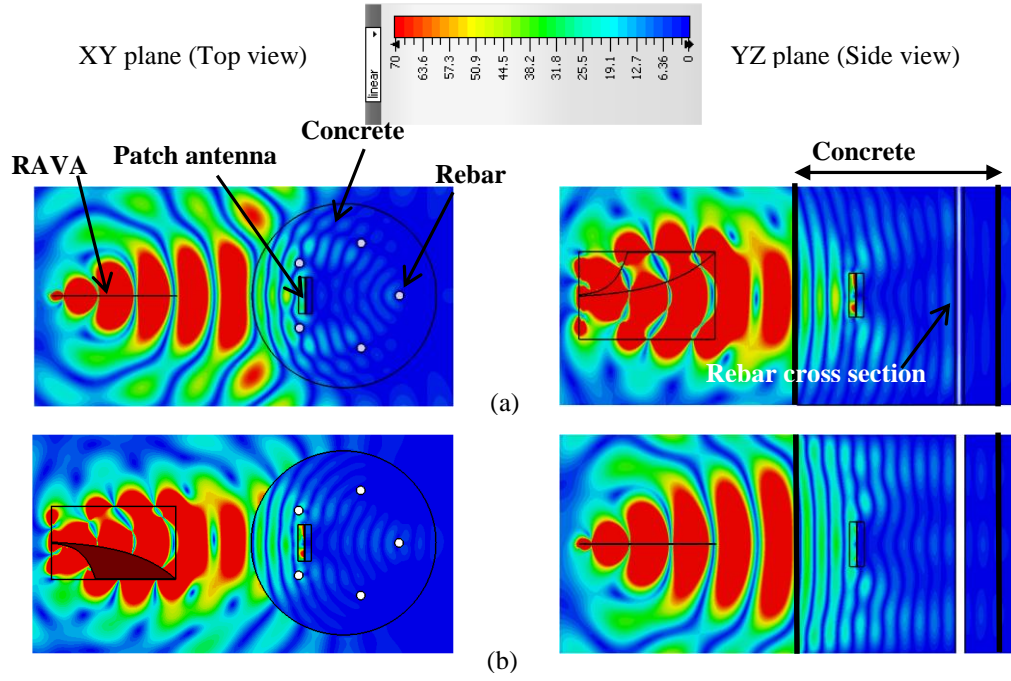 XY plane (Top view)
YZ plane (Side view)
linear
70 63.6 57.3 50.9 44.5 38.2 31.8 25.5 19.1 12.7 6.36 0
Concrete
RAVA
Patch antenna
Rebar
Concrete
Rebar cross section
(a)
(b)